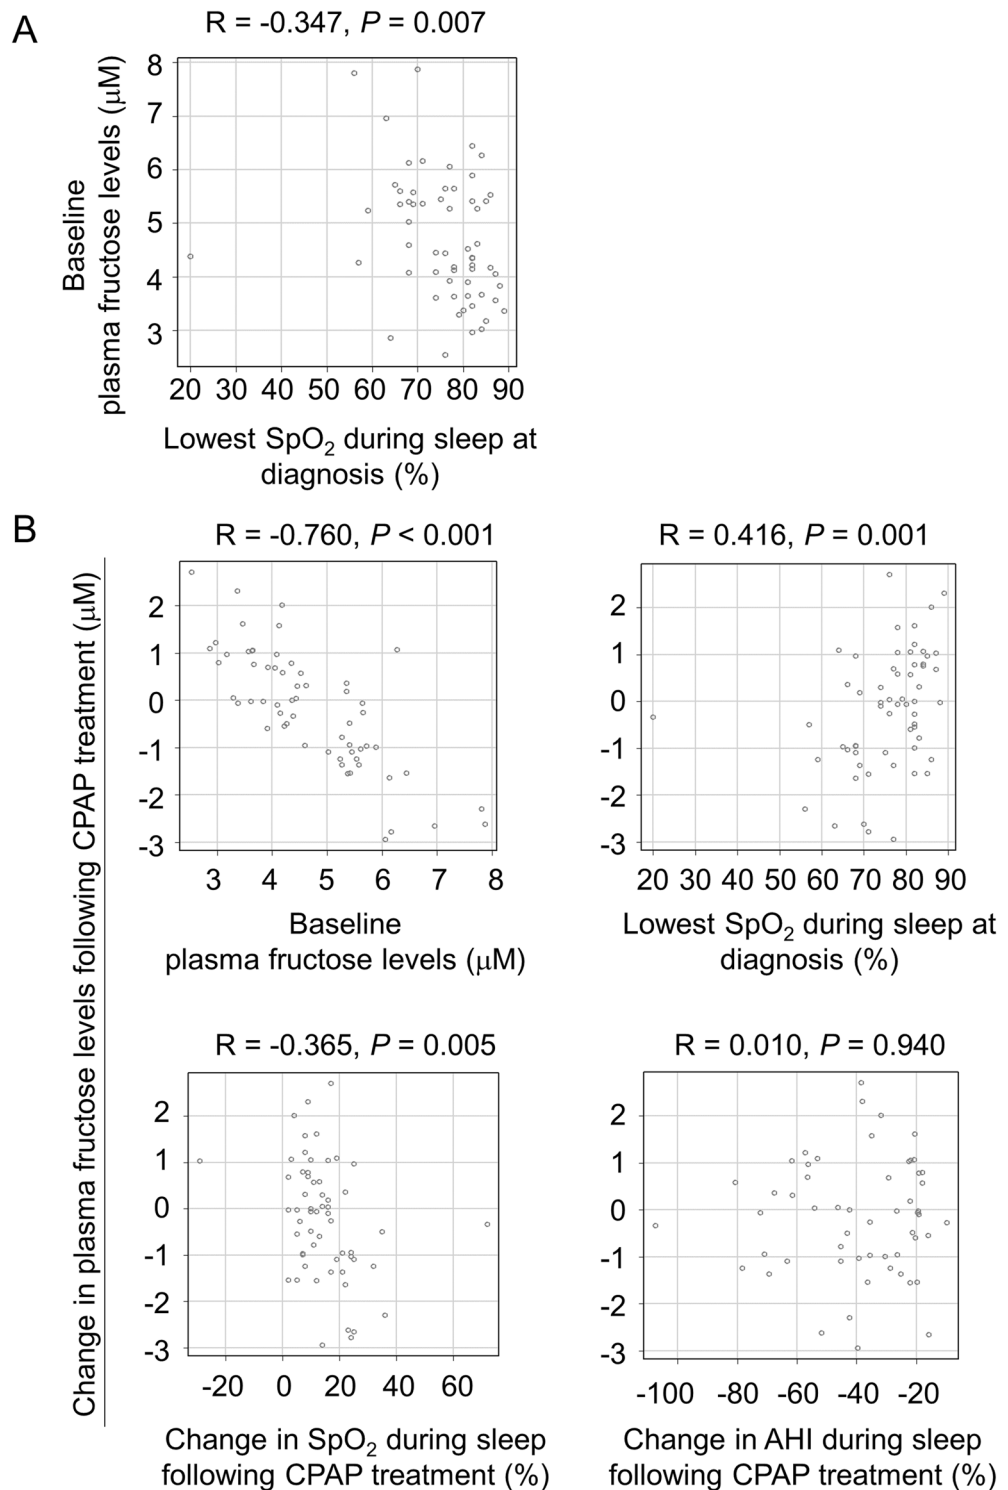 A
R = -0.347, P = 0.007
Baseline
plasma fructose levels (μM)
8
7
6
5
4
3
20 30 40 50 60 70 80 90
Lowest SpO₂ during sleep at
diagnosis (%)
B
Change in plasma fructose levels following CPAP treatment (μM)
R = -0.760, P < 0.001
2
1
0
-1
-2
-3
3 4 5 6 7 8
Baseline
plasma fructose levels (μM)
R = 0.416, P = 0.001
2
1
0
-1
-2
-3
20 30 40 50 60 70 80 90
Lowest SpO₂ during sleep at
diagnosis (%)
R = -0.365, P = 0.005
2
1
0
-1
-2
-3
-20 0 20 40 60
Change in SpO₂ during sleep
following CPAP treatment (%)
R = 0.010, P = 0.940
2
1
0
-1
-2
-3
-100 -80 -60 -40 -20
Change in AHI during sleep
following CPAP treatment (%)